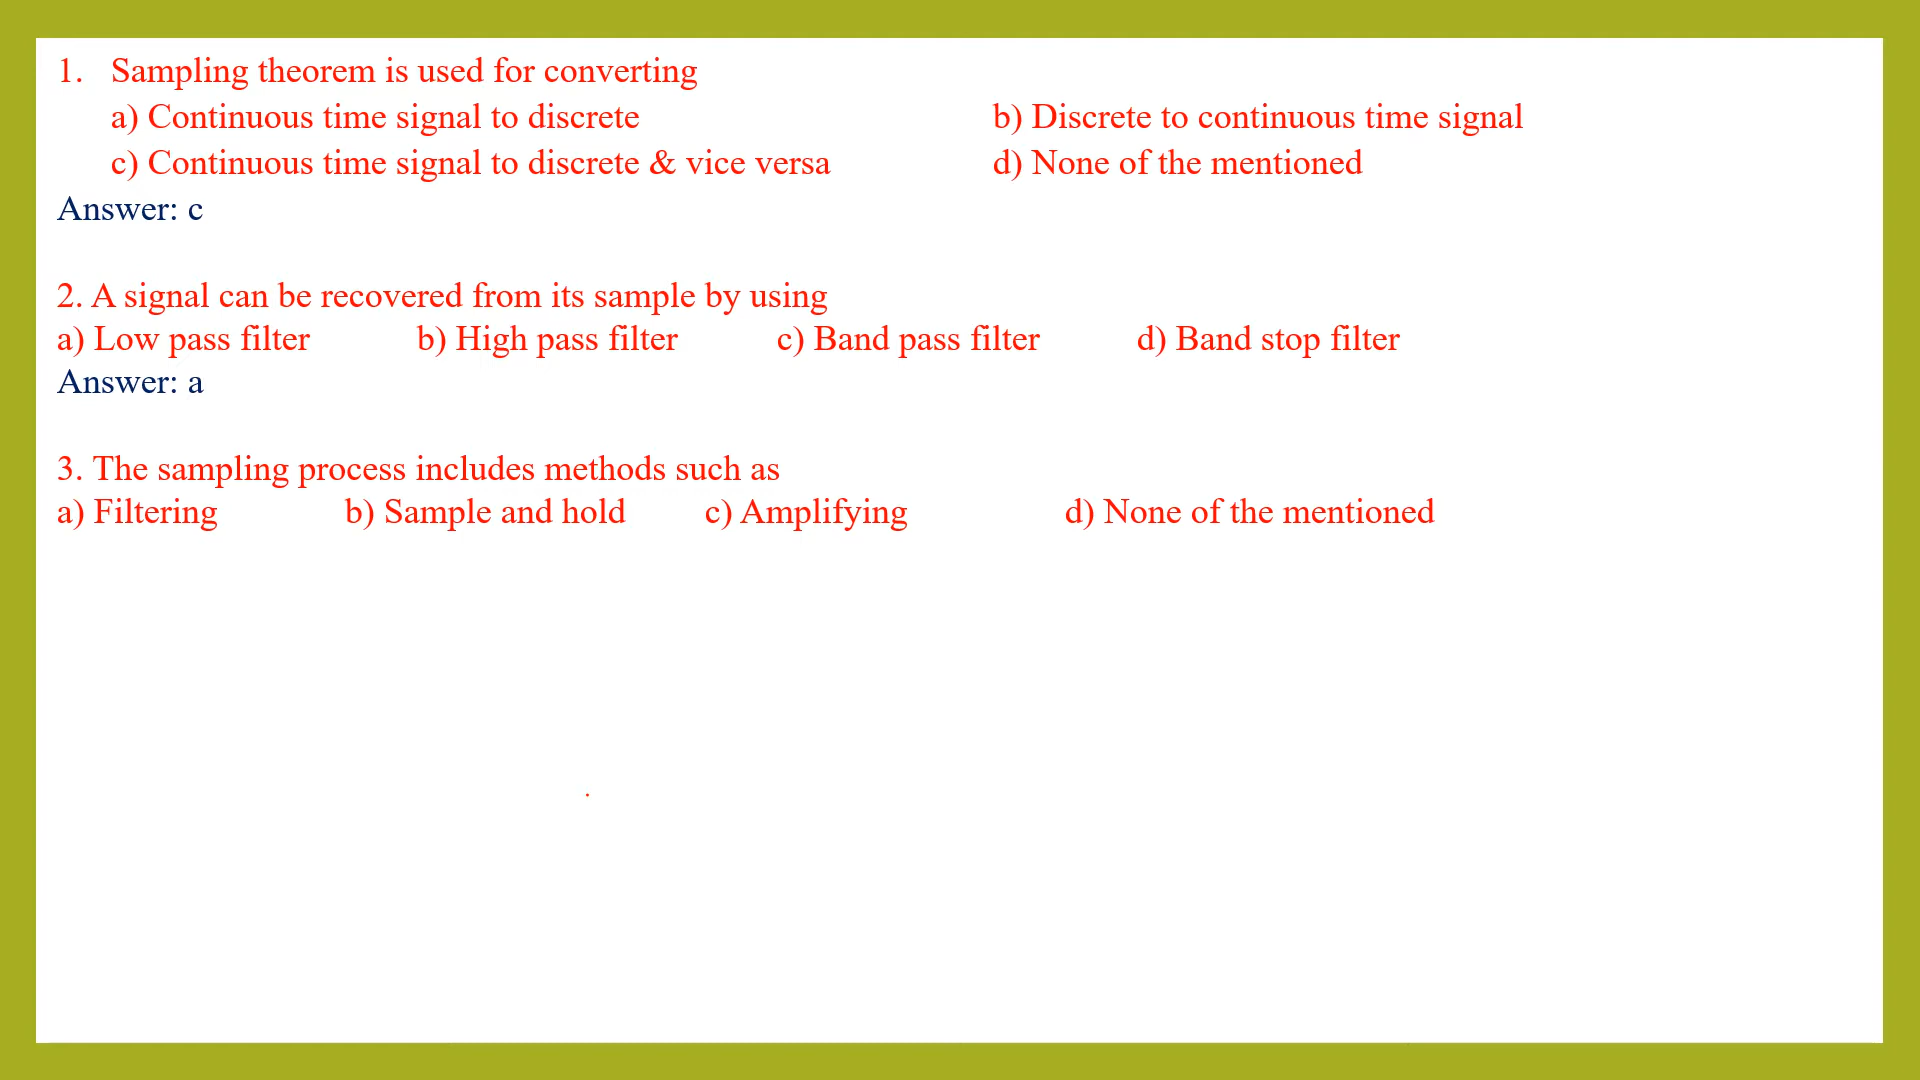 1. Sampling theorem is used for converting
a) Continuous time signal to discrete b) Discrete to continuous time signal
c) Continuous time signal to discrete & vice versa d) None of the mentioned
Answer: c
2. A signal can be recovered from its sample by using
a) Low pass filter b) High pass filter c) Band pass filter d) Band stop filter
Answer: a
3. The sampling process includes methods such as
a) Filtering b) Sample and hold c) Amplifying d) None of the mentioned